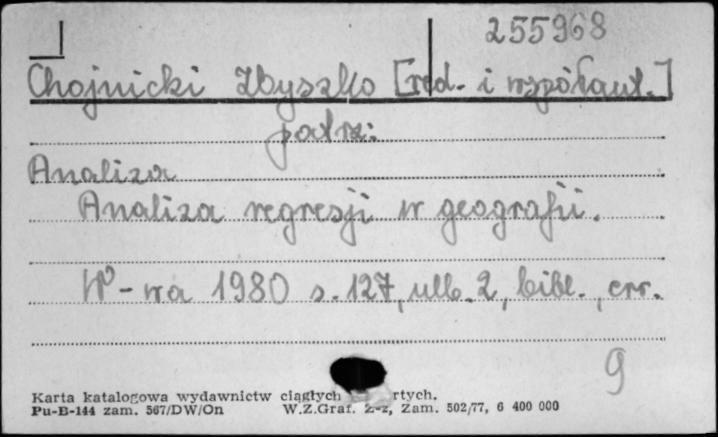 255968
Chojnicki Zbyszko [red. i współaut.]
patrz:
Analiza
Analiza regresji w geografii.
W-wa 1980 s. 127, ulb. 2, bibl., err.
9
Karta katalogowa wydawnictw ciągłych rtych.
Pu-B-144 zam. 567/DW/On W.Z.Graf. Z-z, Zam. 502/77, 6 400 000